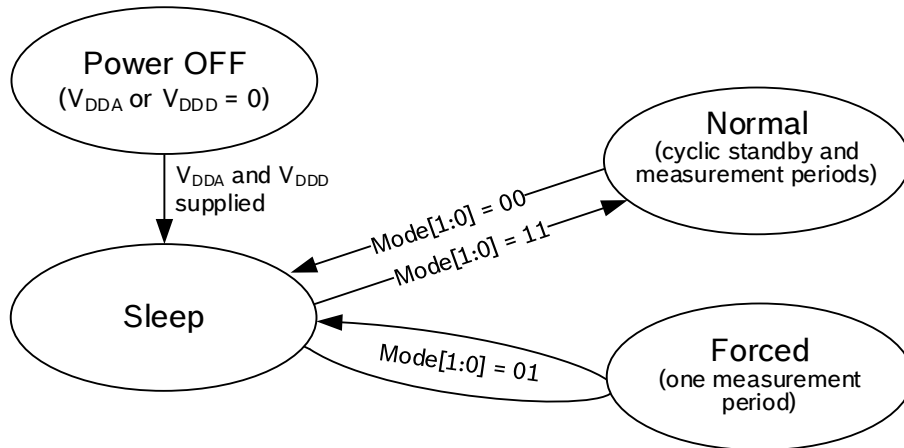 Power OFF
(VDDA or VDDD = 0)
VDDA and VDDD
supplied
Normal
(cyclic standby and
measurement periods)
Mode[1:0] = 00
Mode[1:0] = 11
Sleep
Mode[1:0] = 01
Forced
(one measurement
period)